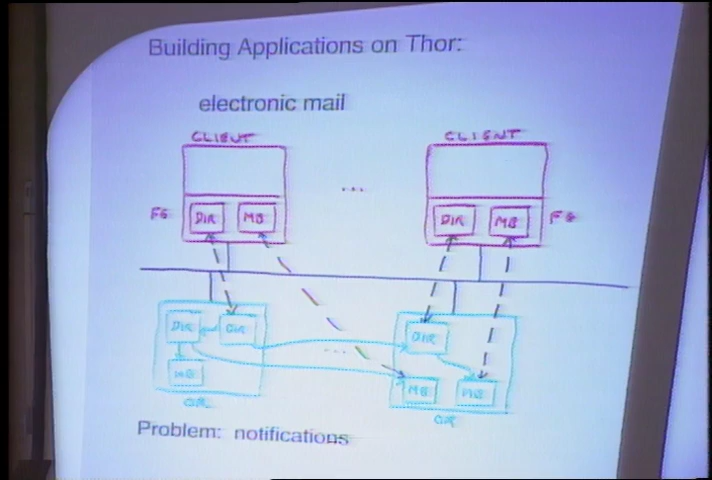 Building Applications on Thor:
electronic mail
CLIENT
CLIENT
...
FE
DIR
MB
DIR
MB
FE
DIR
DIR
MB
OR
...
DIR
MB
MB
OR
Problem: notifications